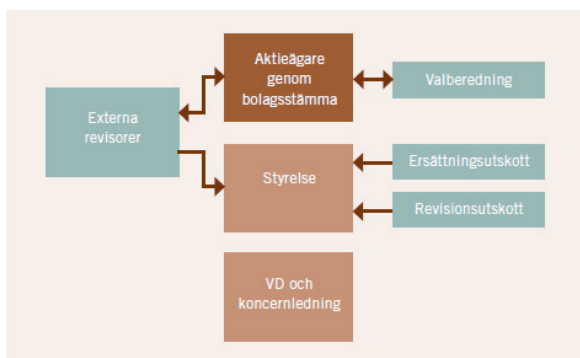 Aktieägare
genom
bolagsstämma
Valberedning
Externa
revisorer
Ersättningsutskott
Styrelse
Revisionsutskott
VD och
koncernledning